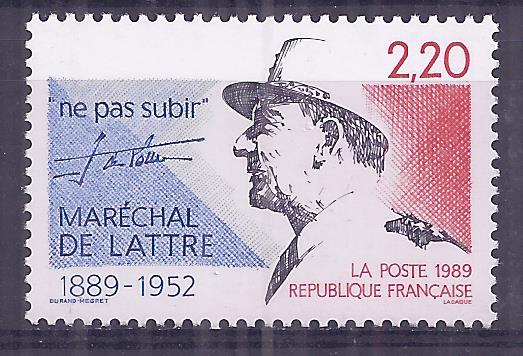 2,20
"ne pas subir"
MARÉCHAL
DE LATTRE
1889-1952
DURAND-MEGRET
LA POSTE 1989
REPUBLIQUE FRANÇAISE
LACAQUE